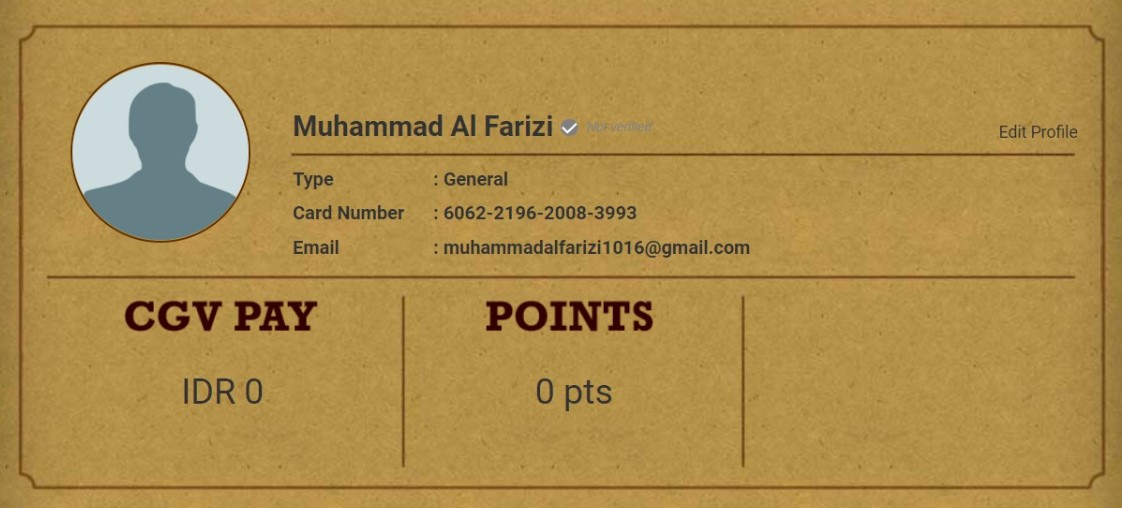 Muhammad Al Farizi Not verified
Edit Profile
Type : General
Card Number : 6062-2196-2008-3993
Email : muhammadalfarizi1016@gmail.com
CGV PAY POINTS
IDR 0 0 pts